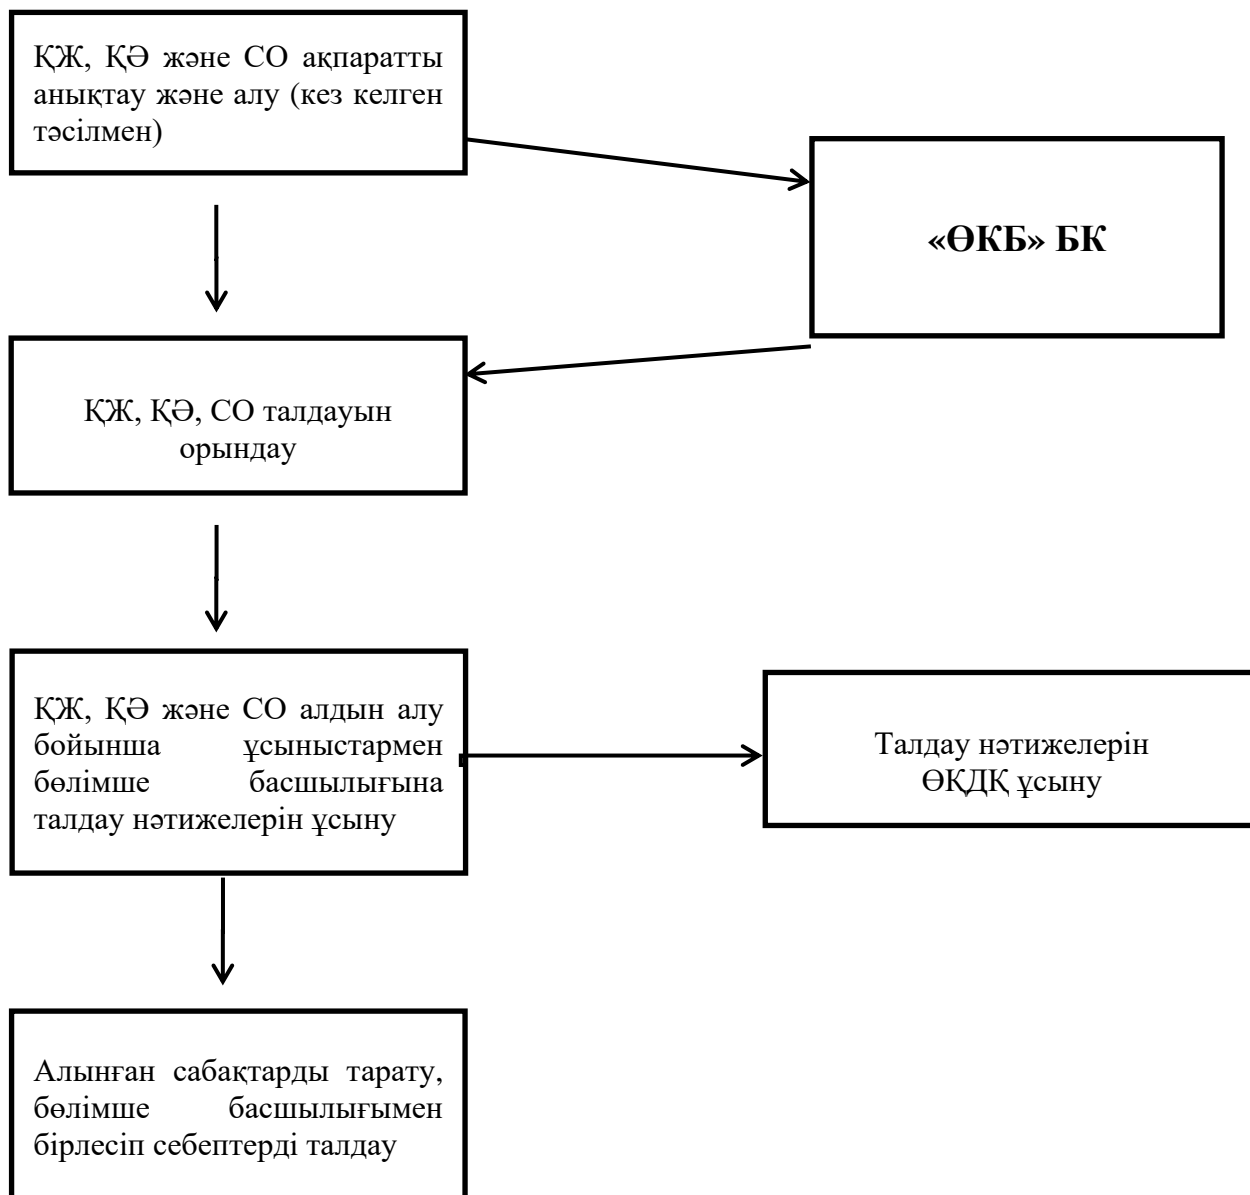 ҚЖ, ҚӘ және СО ақпаратты
анықтау және алу (кез келген
тәсілмен)
«ӨКБ» БК
ҚЖ, ҚӘ, СО талдауын
орындау
ҚЖ, ҚӘ және СО алдын алу
бойынша ұсыныстармен
бөлімше басшылығына
талдау нәтижелерін ұсыну
Талдау нәтижелерін
ӨҚДҚ ұсыну
Алынған сабақтарды тарату,
бөлімше басшылығымен
бірлесіп себептерді талдау